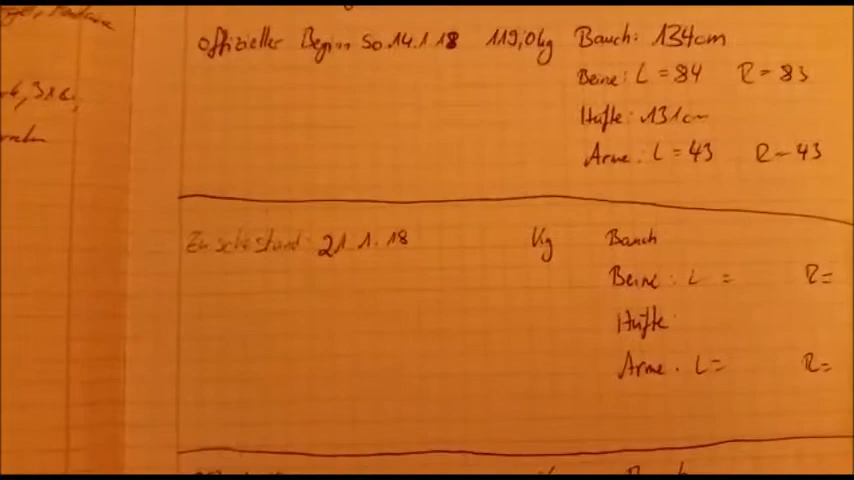 Offizieller Beginn So.14.1.18 119,0kg Bauch: 134cm
Beine: L = 84 R = 83
Hüfte: 131cm
Arme: L = 43 R = 43
Zwischestand: 21.1.18 Kg Bauch
Beine: L = R =
Hüfte:
Arme. L= R=